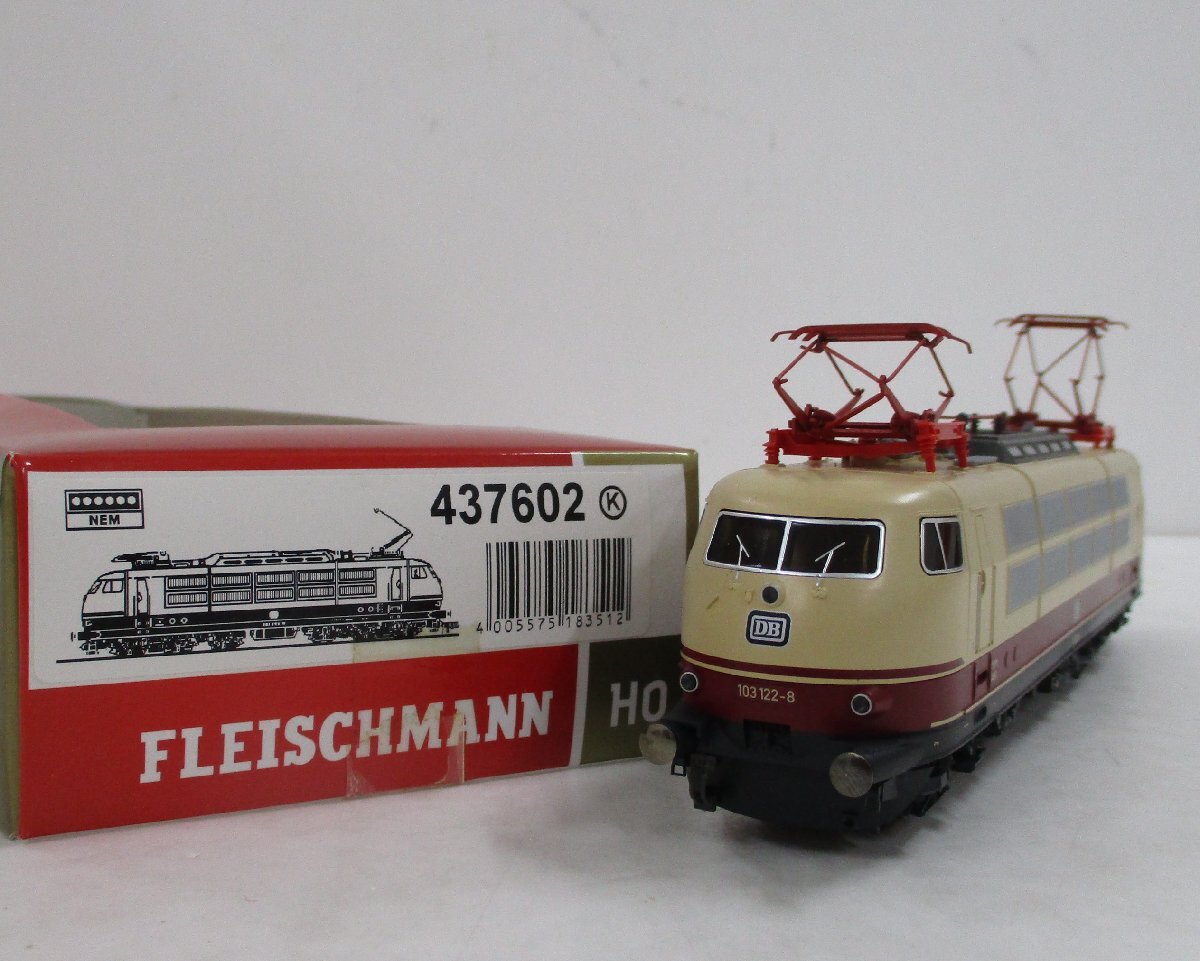 NEM
437602 K
4 005575 183512
FLEISCHMANN
HO
DB
103 122-8